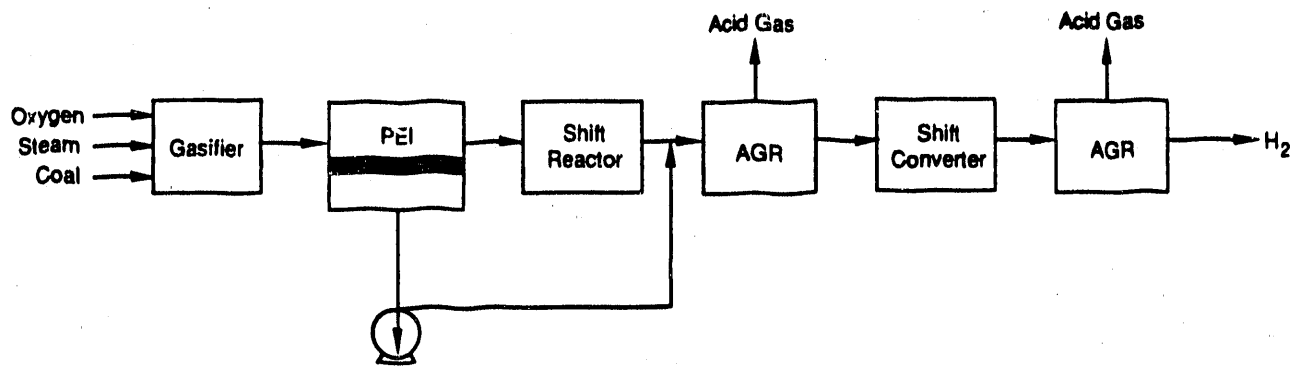 Acid Gas
Acid Gas
Oxygen
Steam
Coal
Gasifier
PEI
Shift
Reactor
AGR
Shift
Converter
AGR
H2